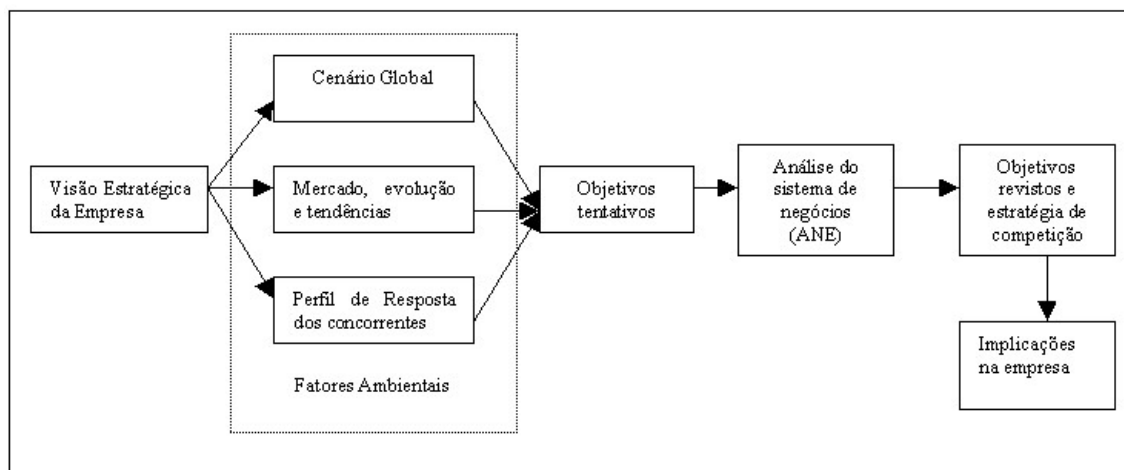 Cenário Global
Visão Estratégica
da Empresa
Mercado, evolução
e tendências
Perfil de Resposta
dos concorrentes
Fatores Ambientais
Objetivos
tentativos
Análise do
sistema de
negócios
(ANE)
Objetivos
revistos e
estratégia de
competição
Implicações
na empresa